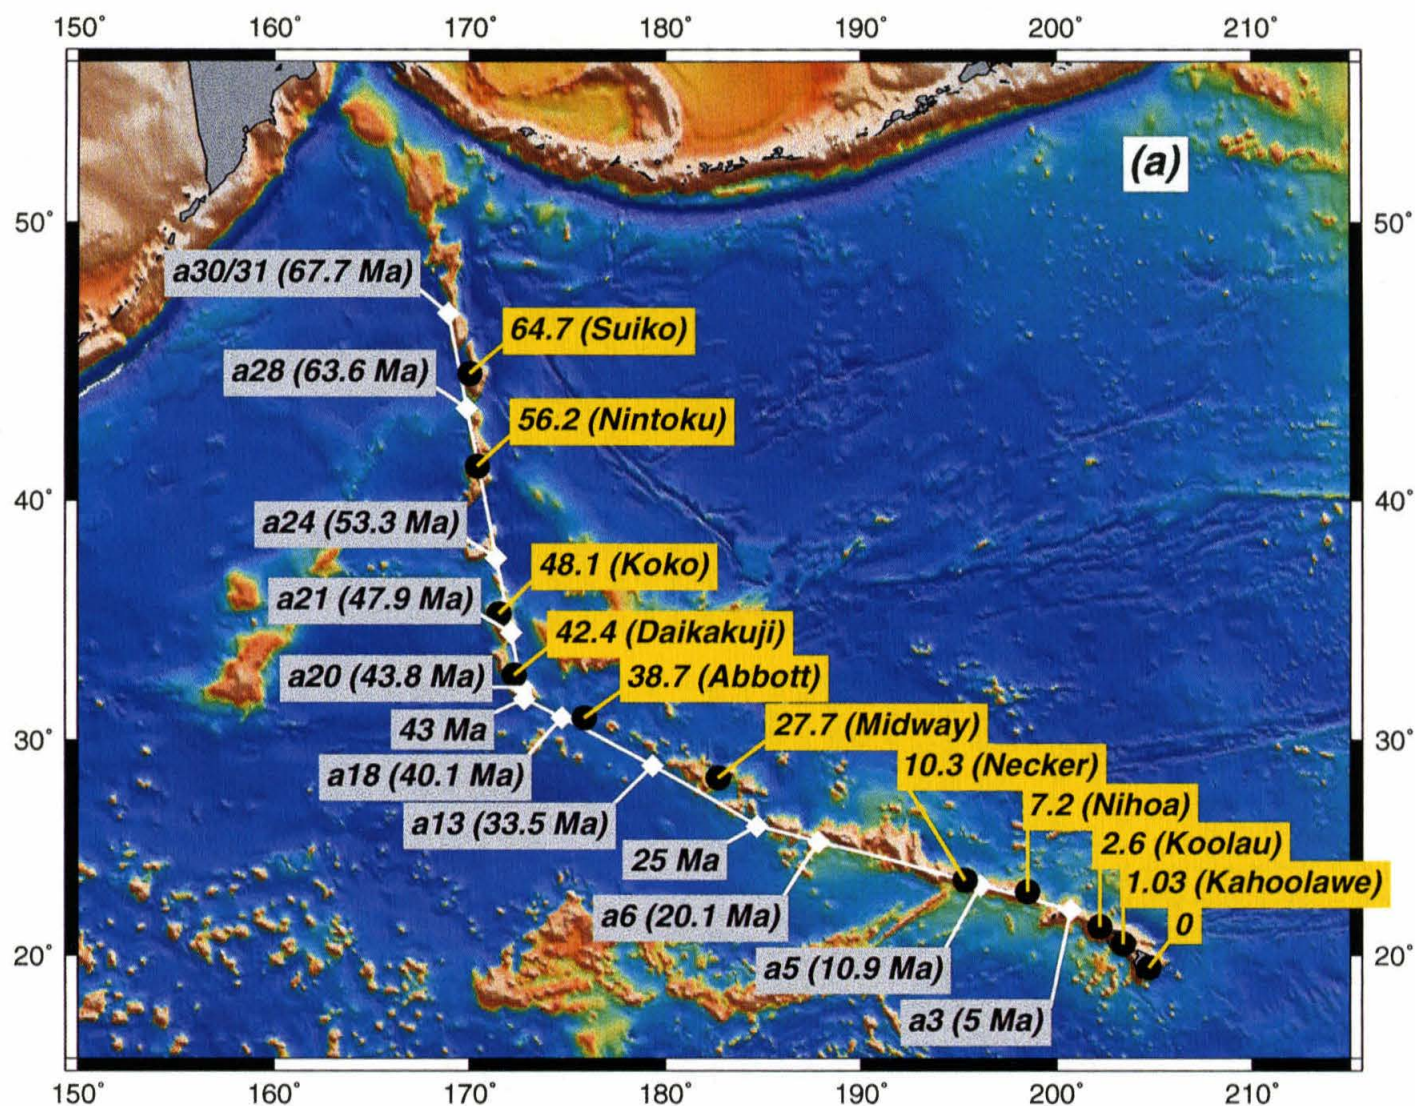 150° 160° 170° 180° 190° 200° 210°
(a)
50° 50°
a30/31 (67.7 Ma)
64.7 (Suiko)
a28 (63.6 Ma)
56.2 (Nintoku)
40° 40°
a24 (53.3 Ma)
48.1 (Koko)
a21 (47.9 Ma)
42.4 (Daikakuji)
a20 (43.8 Ma)
38.7 (Abbott)
43 Ma
27.7 (Midway)
30° 30°
a18 (40.1 Ma)
10.3 (Necker)
a13 (33.5 Ma)
7.2 (Nihoa)
25 Ma
2.6 (Koolau)
1.03 (Kahoolawe)
a6 (20.1 Ma)
0
20° 20°
a5 (10.9 Ma)
a3 (5 Ma)
150° 160° 170° 180° 190° 200° 210°